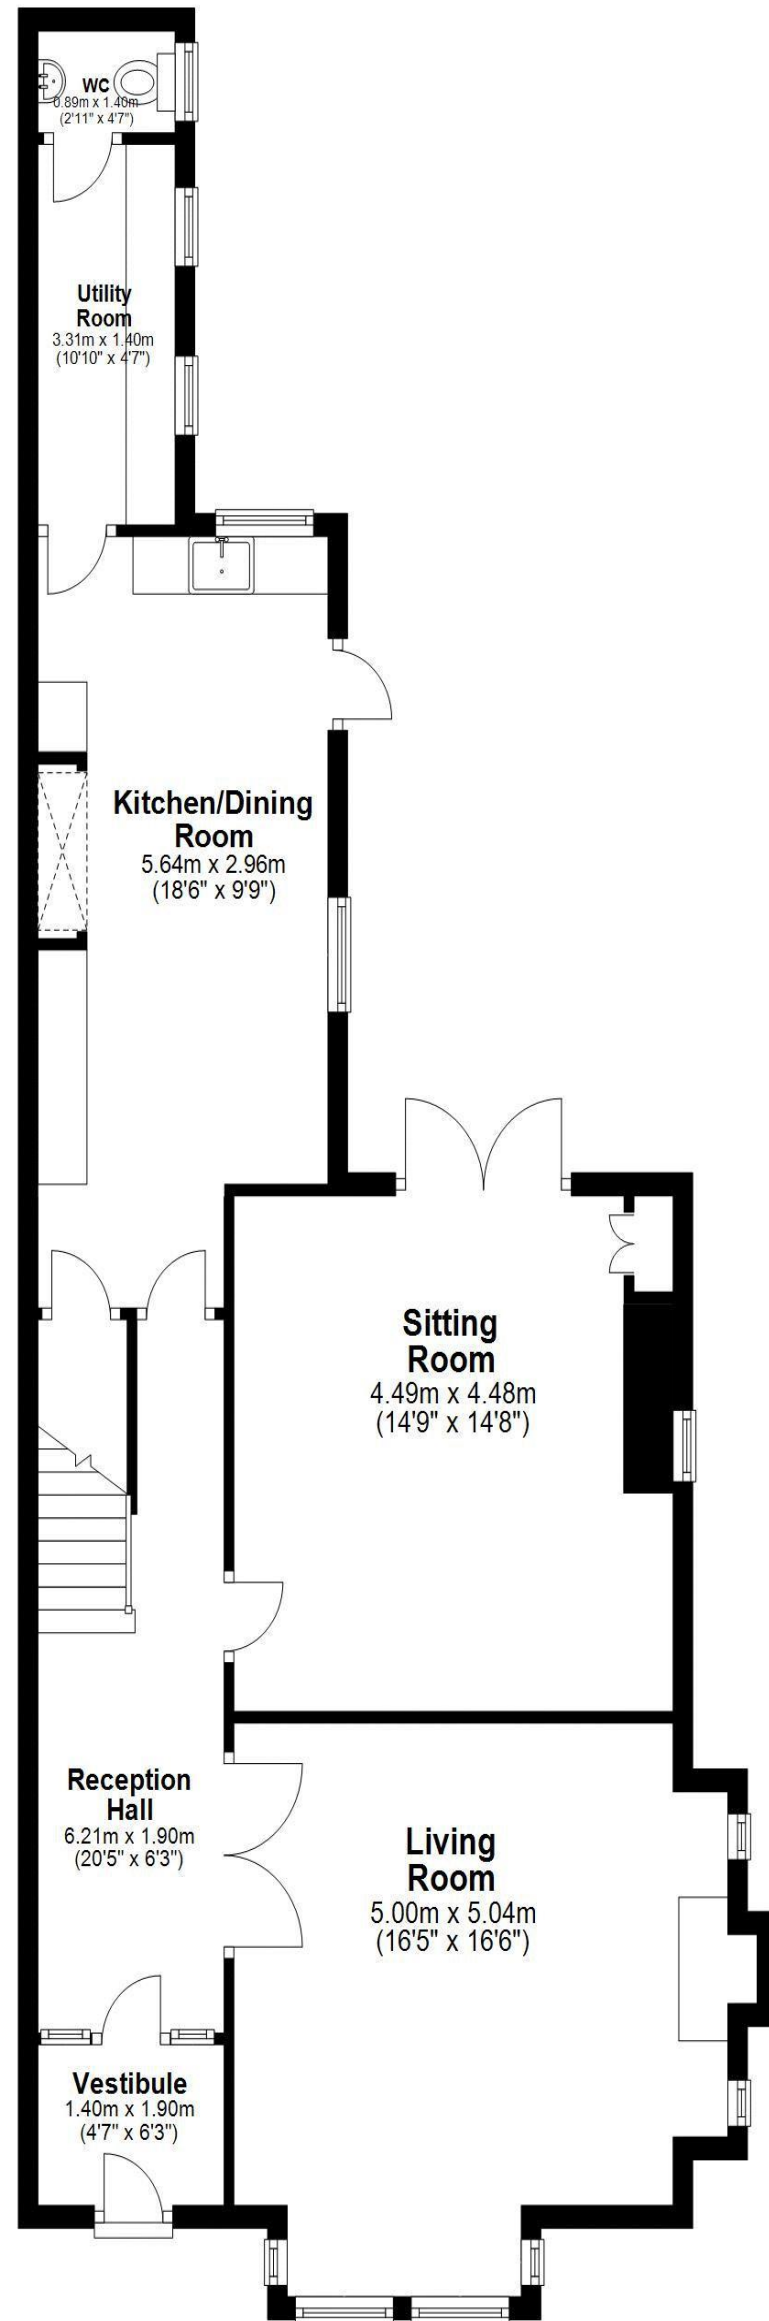 WC
0.89m x 1.40m
(2'11" x 4'7")
Utility
Room
3.31m x 1.40m
(10'10" x 4'7")
Kitchen/Dining
Room
5.64m x 2.96m
(18'6" x 9'9")
Sitting
Room
4.49m x 4.48m
(14'9" x 14'8")
Reception
Hall
6.21m x 1.90m
(20'5" x 6'3")
Living
Room
5.00m x 5.04m
(16'5" x 16'6")
Vestibule
1.40m x 1.90m
(4'7" x 6'3")